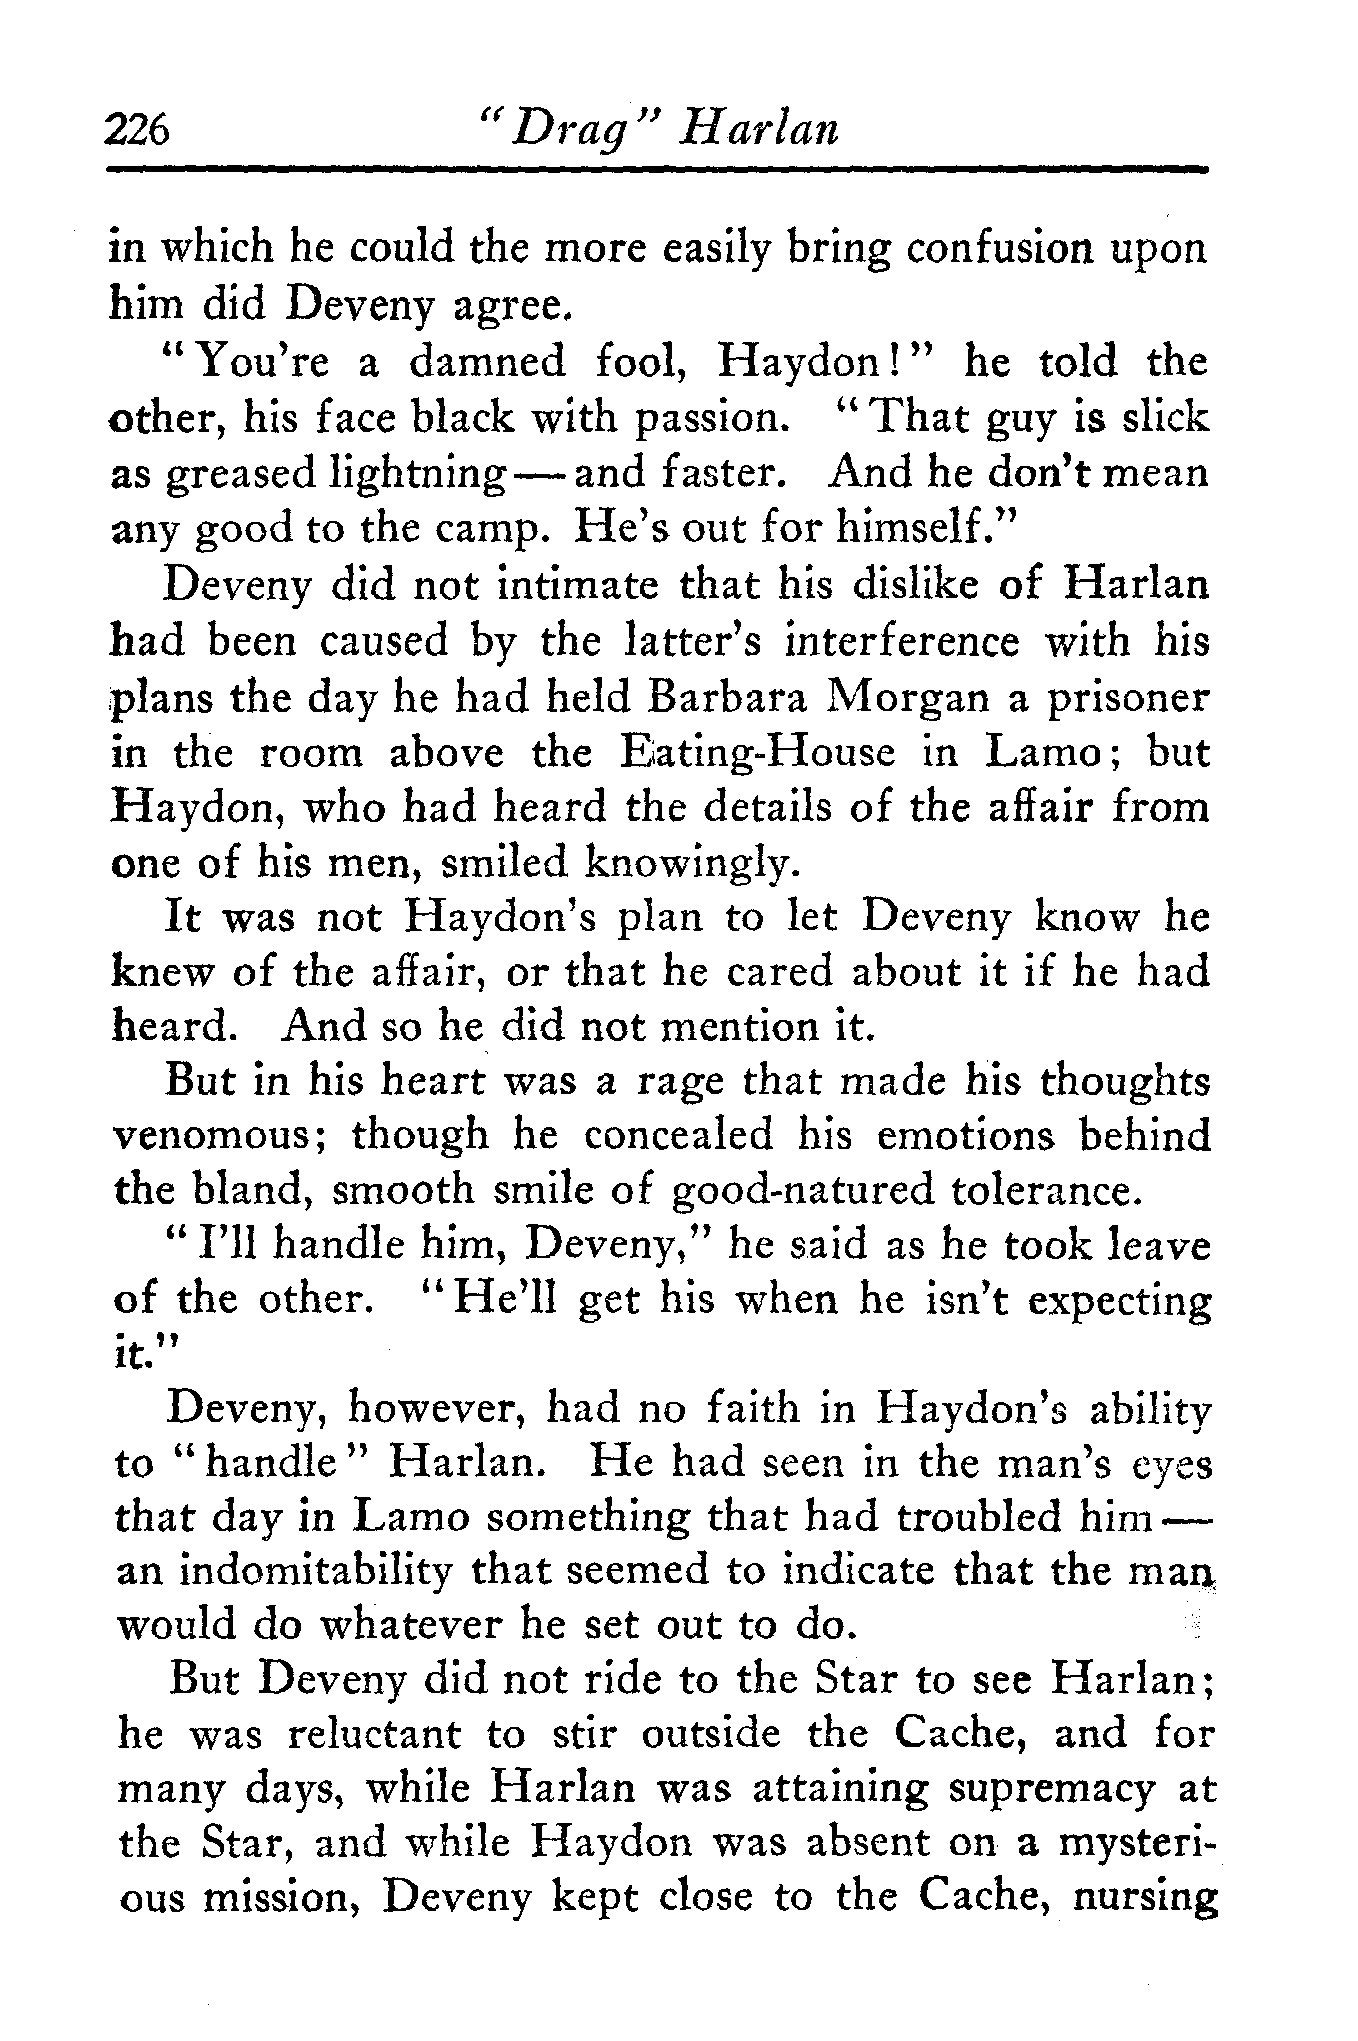 226 “Drag” Harlan
in which he could the more easily bring confusion upon
him did Deveny agree.
“You’re a damned fool, Haydon!” he told the
other, his face black with passion. “That guy is slick
as greased lightning—and faster. And he don’t mean
any good to the camp. He’s out for himself.”
Deveny did not intimate that his dislike of Harlan
had been caused by the latter’s interference with his
plans the day he had held Barbara Morgan a prisoner
in the room above the Eating-House in Lamo; but
Haydon, who had heard the details of the affair from
one of his men, smiled knowingly.
It was not Haydon’s plan to let Deveny know he
knew of the affair, or that he cared about it if he had
heard. And so he did not mention it.
But in his heart was a rage that made his thoughts
venomous; though he concealed his emotions behind
the bland, smooth smile of good-natured tolerance.
“I’ll handle him, Deveny,” he said as he took leave
of the other. “He’ll get his when he isn’t expecting
it.”
Deveny, however, had no faith in Haydon’s ability
to “handle” Harlan. He had seen in the man’s eyes
that day in Lamo something that had troubled him—
an indomitability that seemed to indicate that the man
would do whatever he set out to do.
But Deveny did not ride to the Star to see Harlan;
he was reluctant to stir outside the Cache, and for
many days, while Harlan was attaining supremacy at
the Star, and while Haydon was absent on a mysteri-
ous mission, Deveny kept close to the Cache, nursing